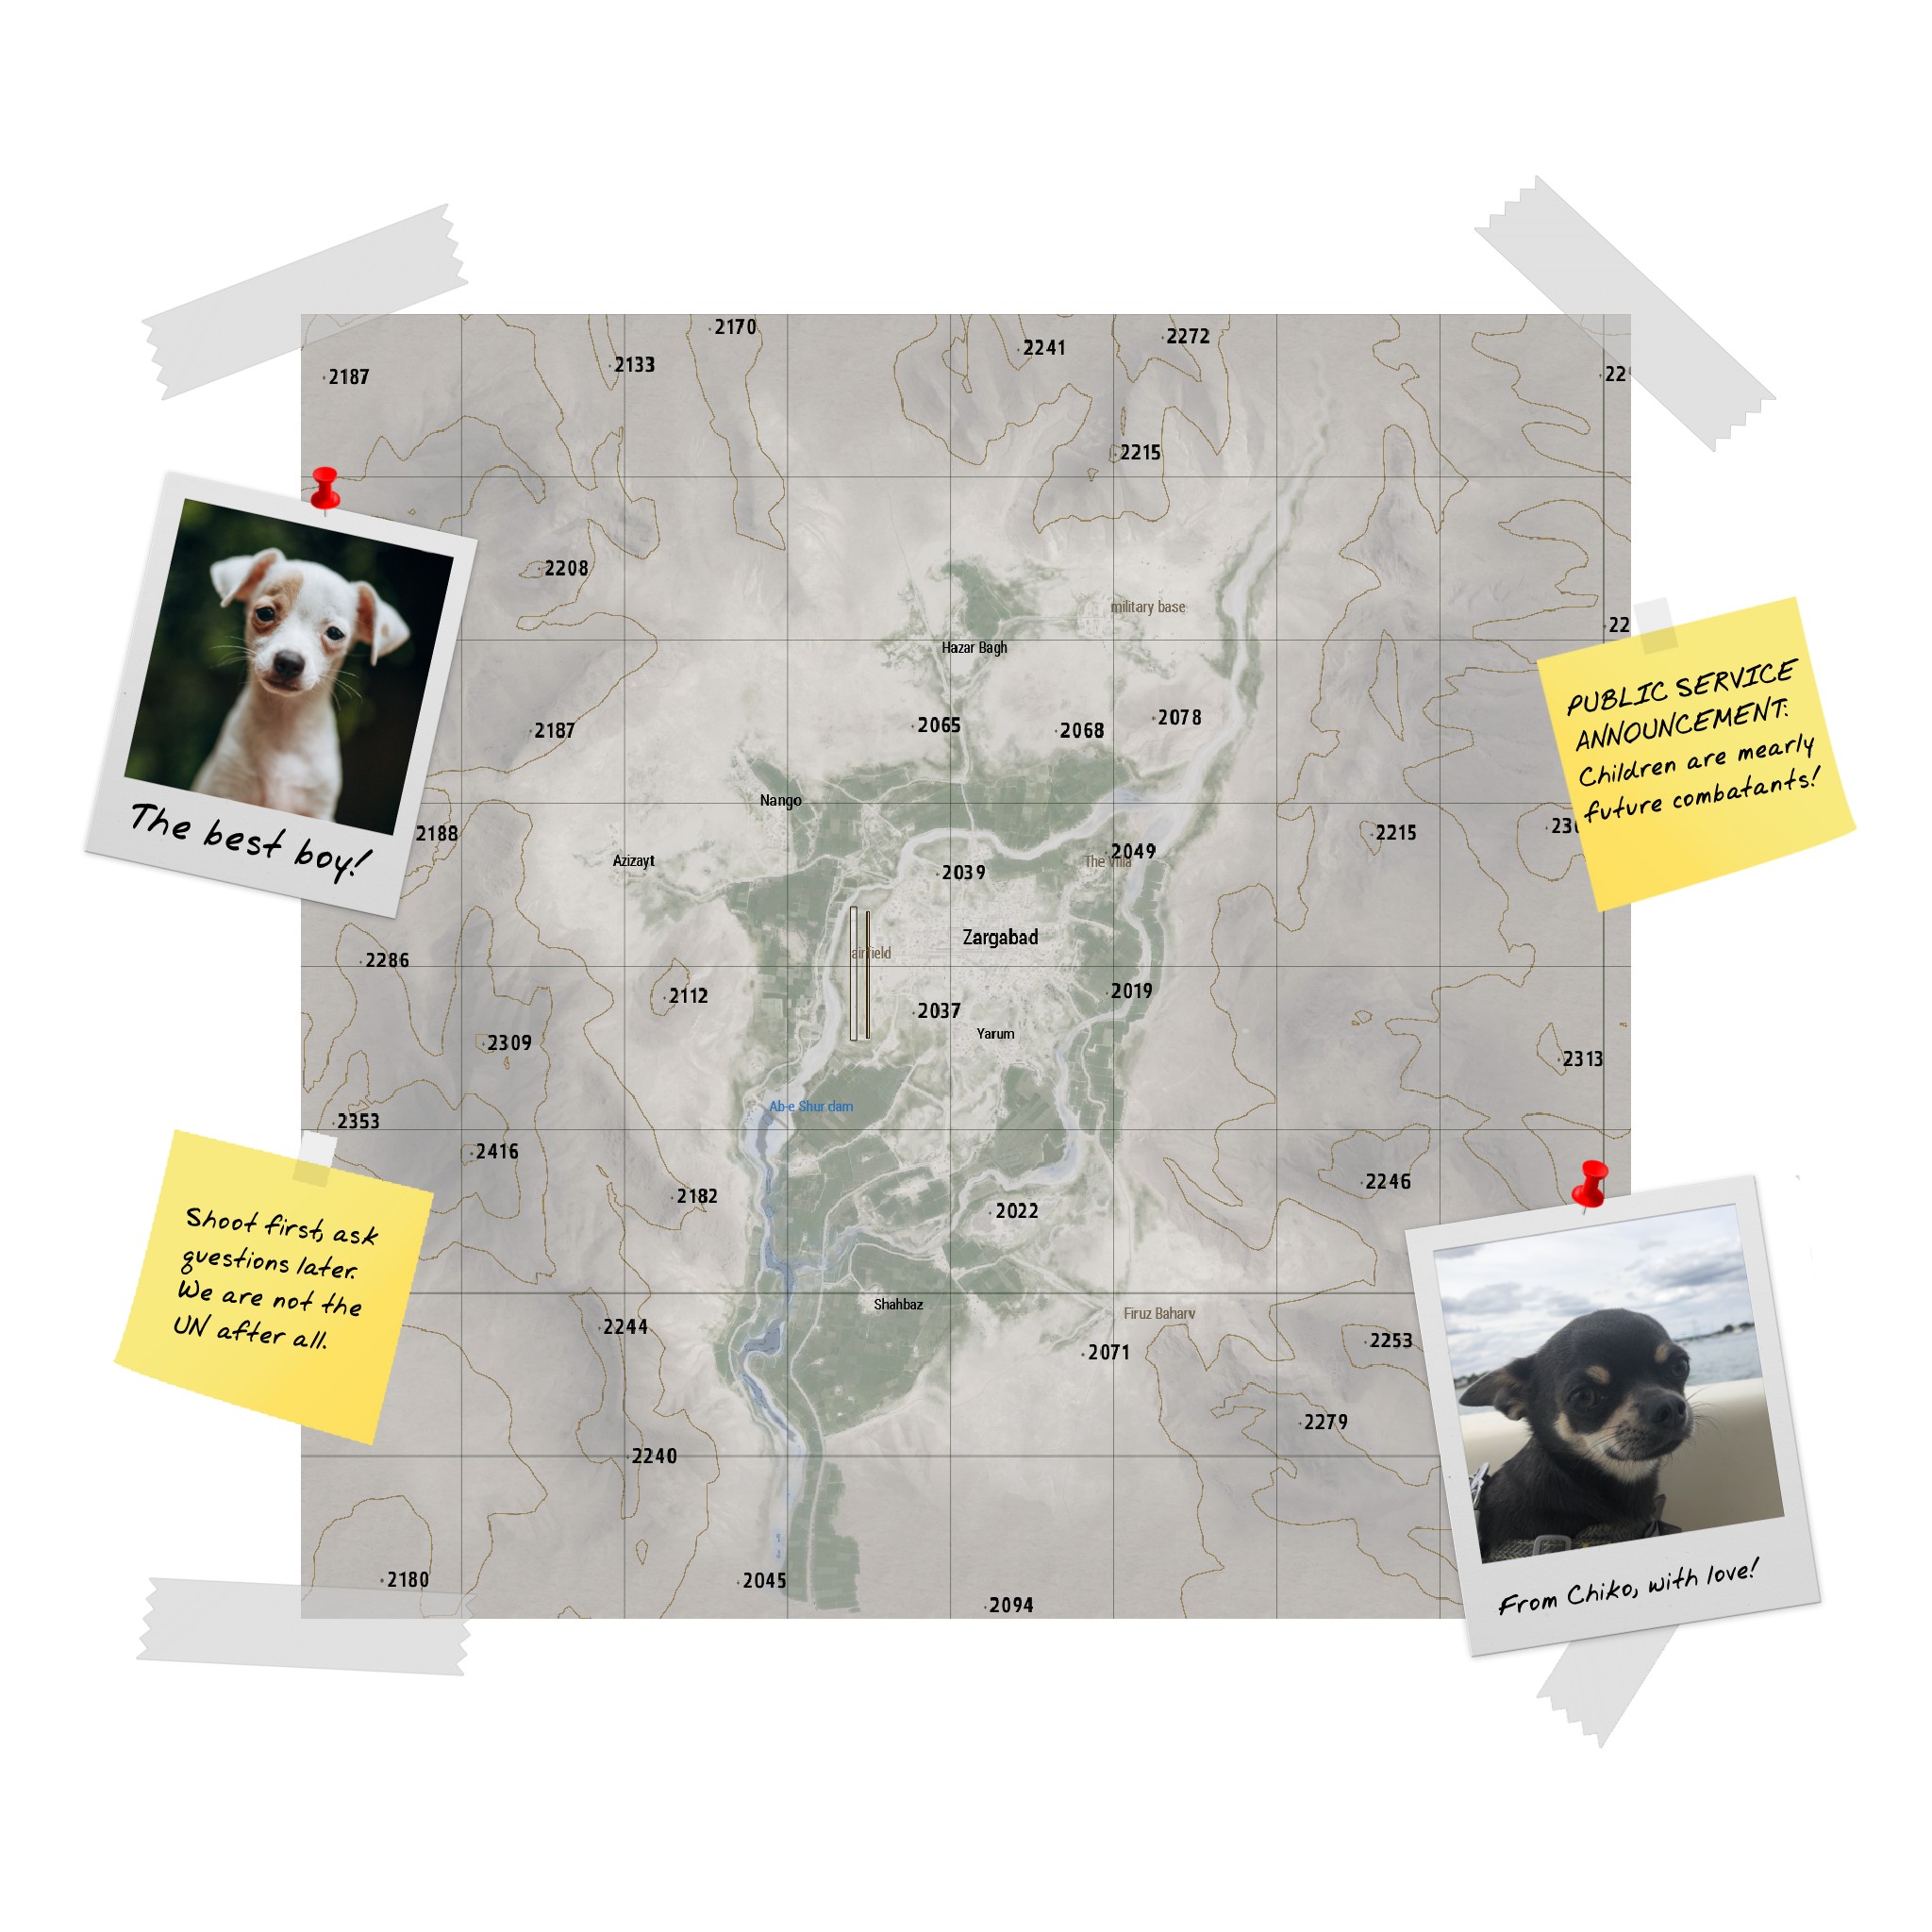 2170
2272
2241
2133
2187
2215
2208
military base
Hazar Bagh
2078
2065
2068
2187
PUBLIC SERVICE
ANNOUNCEMENT:
Children are mearly
future combatants!
Nango
The best boy!
2188
2215
2049
Azizayt
The Villa
2039
Zargabad
airfield
2286
2112
2019
2037
Yarum
2309
2313
Ab-e Shur dam
2353
2416
2246
2182
2022
Shoot first, ask
questions later.
We are not the
UN after all.
Shahbaz
Firuz Baharv
2244
2253
2071
2279
2240
2180
2045
From Chiko, with love!
2094